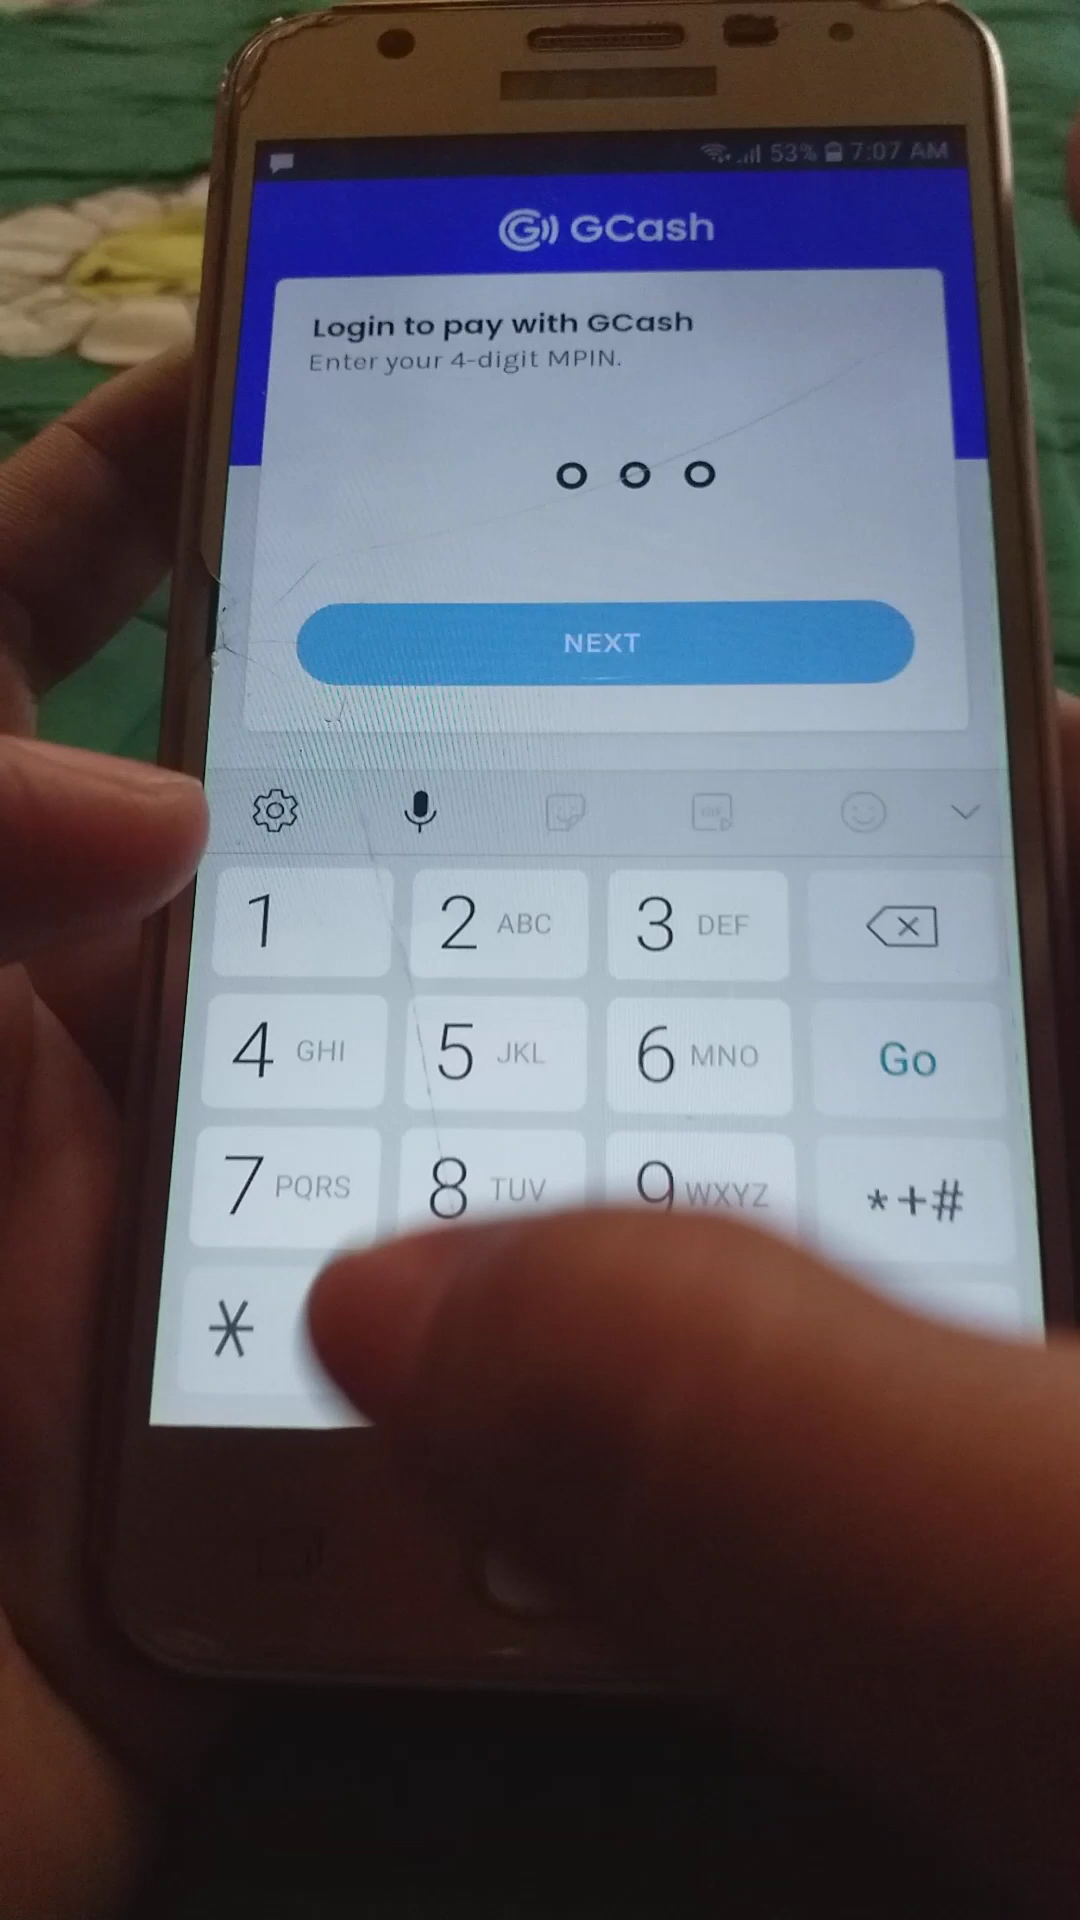 53% 7:07 AM
GCash
Login to pay with GCash
Enter your 4-digit MPIN.
NEXT
1 2 ABC 3 DEF
4 GHI 5 JKL 6 MNO Go
7 PQRS 8 TUV 9 WXYZ *+#
*